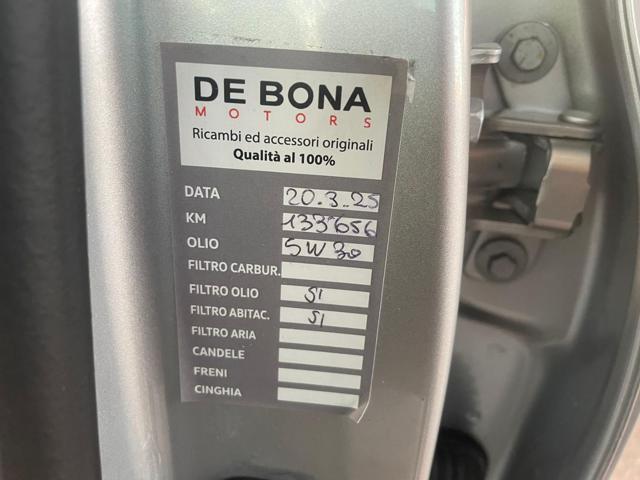 DE BONA
MOTORS
Ricambi ed accessori originali
Qualità al 100%
DATA 20.3.25
KM 133656
OLIO 5W30
FILTRO CARBUR.
FILTRO OLIO SI
FILTRO ABITAC. SI
FILTRO ARIA
CANDELE
FRENI
CINGHIA